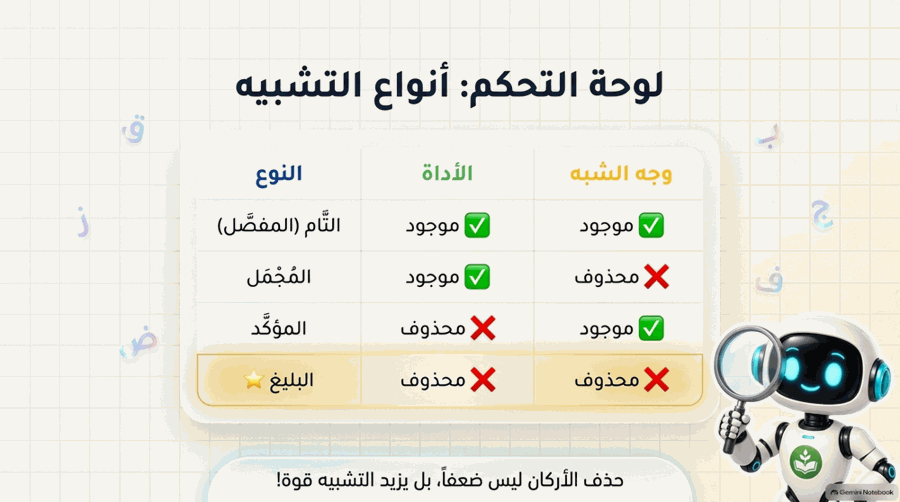 لوحة التحكم: أنواع التشبيه
وجه الشبه الأداة النوع
موجود موجود التَّام (المفصَّل)
محذوف موجود المُجْمَل
موجود محذوف المؤكَّد
محذوف محذوف البليغ
حذف الأركان ليس ضعفاً، بل يزيد التشبيه قوة!
ب
ج
ف
ق
ز
ض
Gemini Notebook